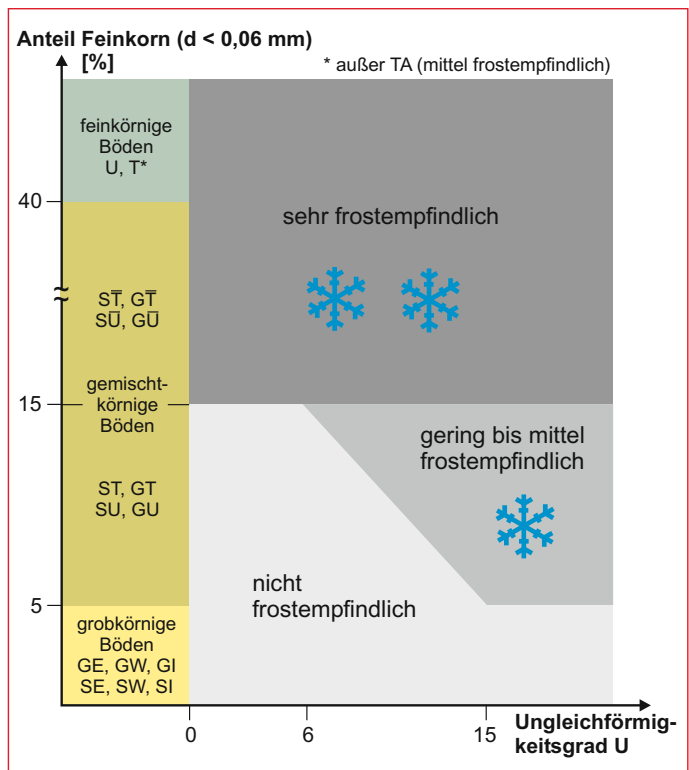 Anteil Feinkorn (d < 0,06 mm)
[%]
* außer TA (mittel frostempfindlich)
feinkörnige
Böden
U, T*
40
sehr frostempfindlich
ST̅, GT̅
SU̅, GU̅
gemischt-
15
körnige
Böden
gering bis mittel
frostempfindlich
ST, GT
SU, GU
nicht
frostempfindlich
5
grobkörnige
Böden
GE, GW, GI
SE, SW, SI
0
6
15
Ungleichförmig-
keitsgrad U